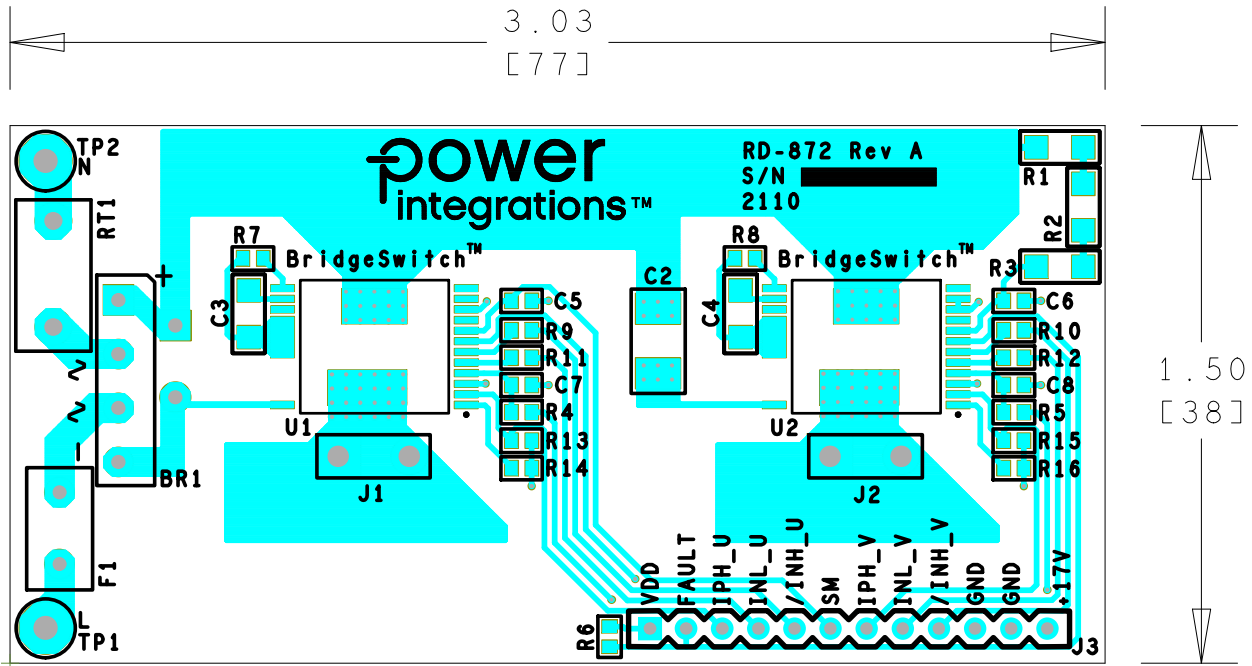 3.03
[77]
TP2
N
power
integrations™
RD-872 Rev A
S/N
2110
R1
RT1
R2
R7
BridgeSwitch™
R8
BridgeSwitch™
R3
+
C3
C5
C2
C4
C6
R9
R10
R11
R12
1.50
[38]
~
C7
C8
~
R4
R5
U1
U2
R13
R15
-
R14
R16
BR1
J1
J2
F1
VDD
FAULT
IPH_U
INL_U
/INH_U
SM
IPH_V
INL_V
/INH_V
GND
GND
+17V
L
TP1
R6
J3